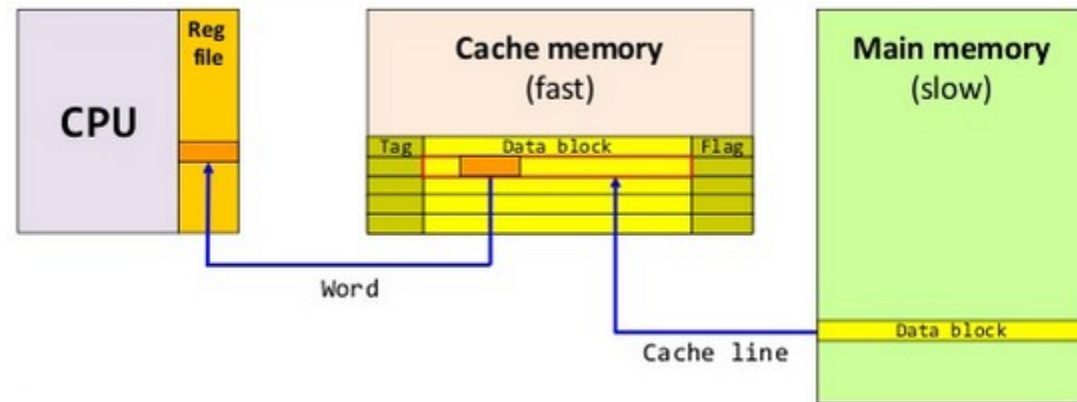 CPU
Reg
file
Cache memory
(fast)
Tag Data block Flag
Main memory
(slow)
Word
Data block
Cache line